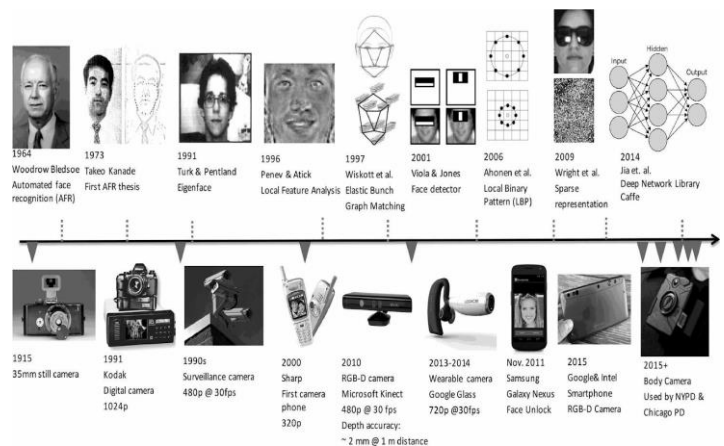 Input
Hidden
Output
1964
Woodrow Bledsoe
Automated face
recognition (AFR)
1973
Takeo Kanade
First AFR thesis
1991
Turk & Pentland
Eigenface
1996
Penev & Atick
Local Feature Analysis
1997
Wiskott et al.
Elastic Bunch
Graph Matching
2001
Viola & Jones
Face detector
2006
Ahonen et al.
Local Binary
Pattern (LBP)
2009
Wright et al.
Sparse
representation
2014
Jia et. al.
Deep Network Library
Caffe
1915
35mm still camera
1991
Kodak
Digital camera
1024p
1990s
Surveillance camera
480p @ 30fps
2000
Sharp
First camera
phone
320p
2010
RGB-D camera
Microsoft Kinect
480p @ 30 fps
Depth accuracy:
~ 2 mm @ 1 m distance
2013-2014
Wearable camera
Google Glass
720p @30fps
Nov. 2011
Samsung
Galaxy Nexus
Face Unlock
2015
Google& Intel
Smartphone
RGB-D Camera
2015+
Body Camera
Used by NYPD &
Chicago PD